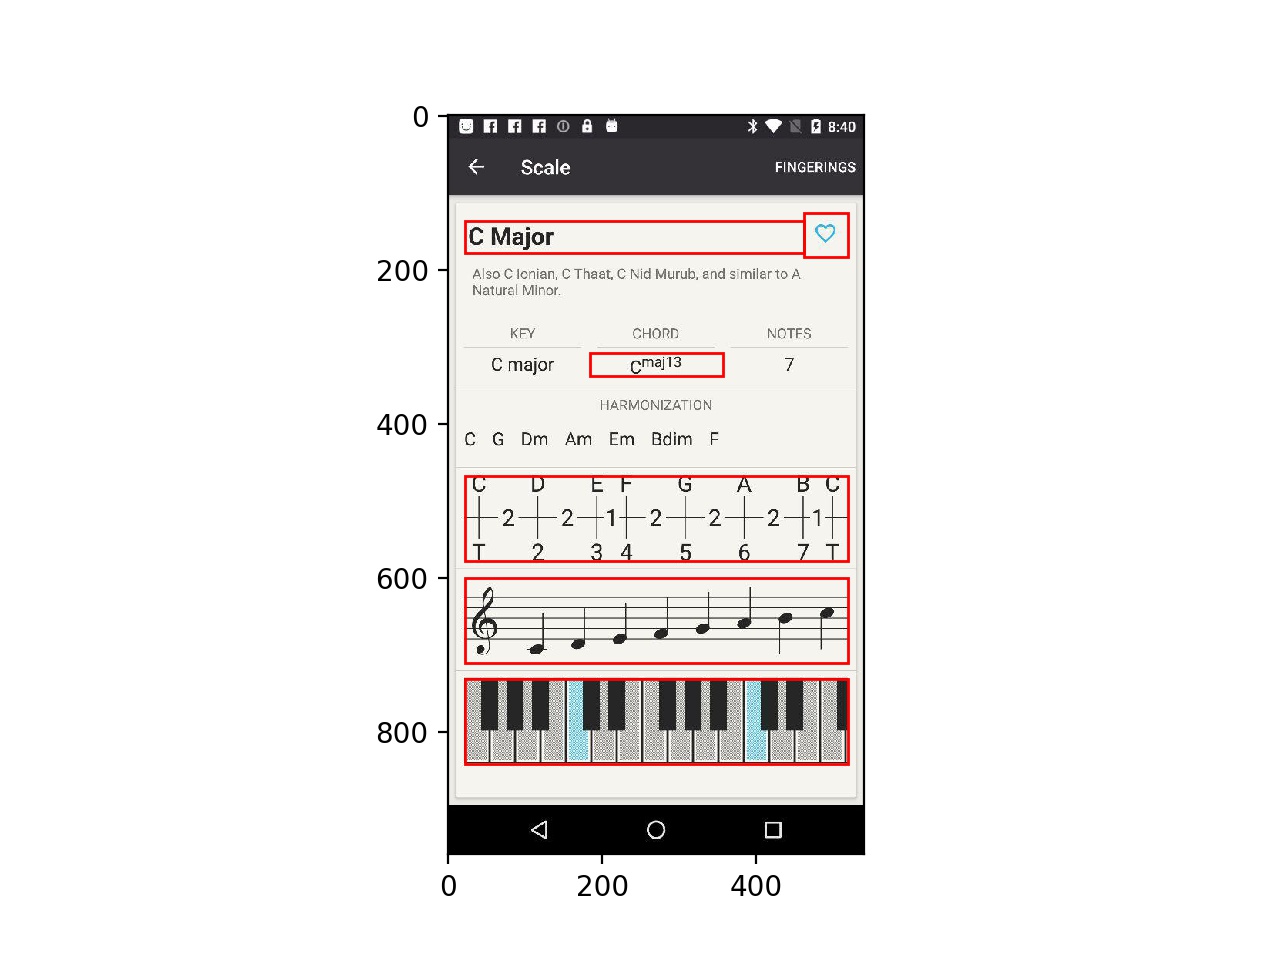 0
200
400
600
800
0 200 400
8:40
Scale FINGERINGS
C Major
Also C Ionian, C Thaat, C Nid Murub, and similar to A
Natural Minor.
KEY CHORD NOTES
C major Cmaj13 7
HARMONIZATION
C G Dm Am Em Bdim F
C D E F G A B C
2 2 1 2 2 2 1
T 2 3 4 5 6 7 T